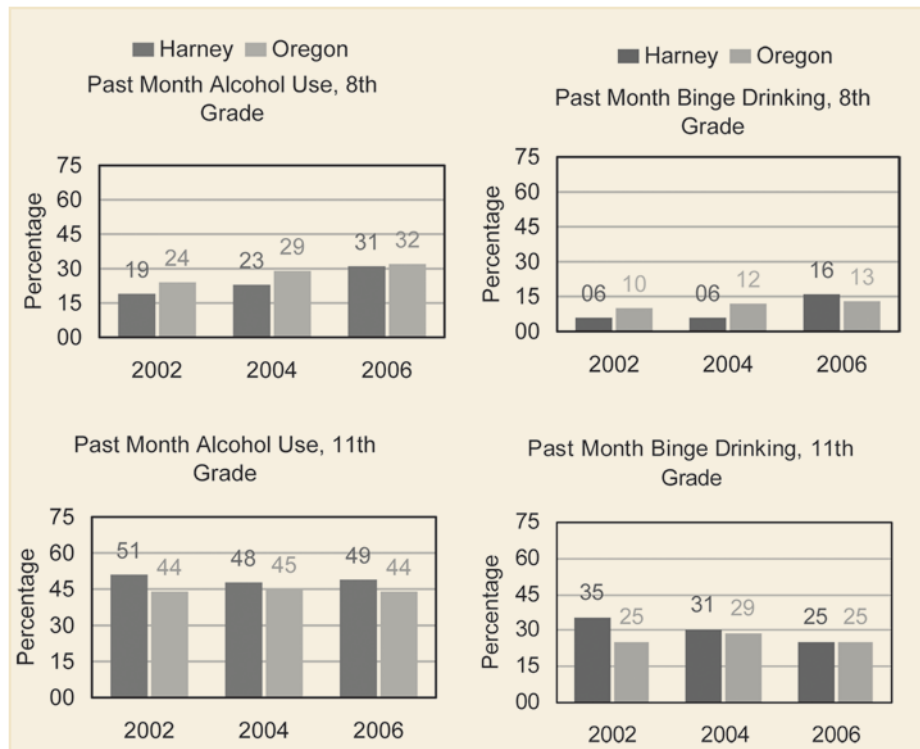 Harney Oregon
Past Month Alcohol Use, 8th
Grade
Percentage
75
60
45
30
15
00
19 24 23 29 31 32
2002 2004 2006
Harney Oregon
Past Month Binge Drinking, 8th
Grade
Percentage
75
60
45
30
15
00
06 10 06 12 16 13
2002 2004 2006
Past Month Alcohol Use, 11th
Grade
Percentage
75
60
45
30
15
00
51 44 48 45 49 44
2002 2004 2006
Past Month Binge Drinking, 11th
Grade
Percentage
75
60
45
30
15
00
35 25 31 29 25 25
2002 2004 2006